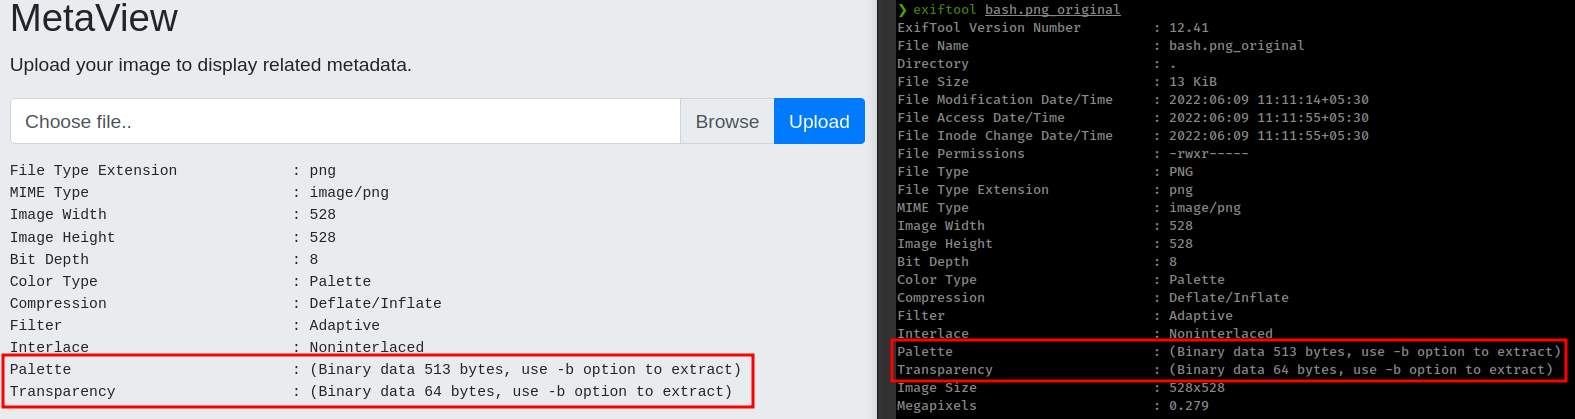 MetaView
Upload your image to display related metadata.
Choose file..
Browse
Upload
File Type Extension : png
MIME Type : image/png
Image Width : 528
Image Height : 528
Bit Depth : 8
Color Type : Palette
Compression : Deflate/Inflate
Filter : Adaptive
Interlace : Noninterlaced
Palette : (Binary data 513 bytes, use -b option to extract)
Transparency : (Binary data 64 bytes, use -b option to extract)
❯ exiftool bash.png_original
ExifTool Version Number : 12.41
File Name : bash.png_original
Directory : .
File Size : 13 KiB
File Modification Date/Time : 2022:06:09 11:11:14+05:30
File Access Date/Time : 2022:06:09 11:11:55+05:30
File Inode Change Date/Time : 2022:06:09 11:11:55+05:30
File Permissions : -rwxr-----
File Type : PNG
File Type Extension : png
MIME Type : image/png
Image Width : 528
Image Height : 528
Bit Depth : 8
Color Type : Palette
Compression : Deflate/Inflate
Filter : Adaptive
Interlace : Noninterlaced
Palette : (Binary data 513 bytes, use -b option to extract)
Transparency : (Binary data 64 bytes, use -b option to extract)
Image Size : 528x528
Megapixels : 0.279